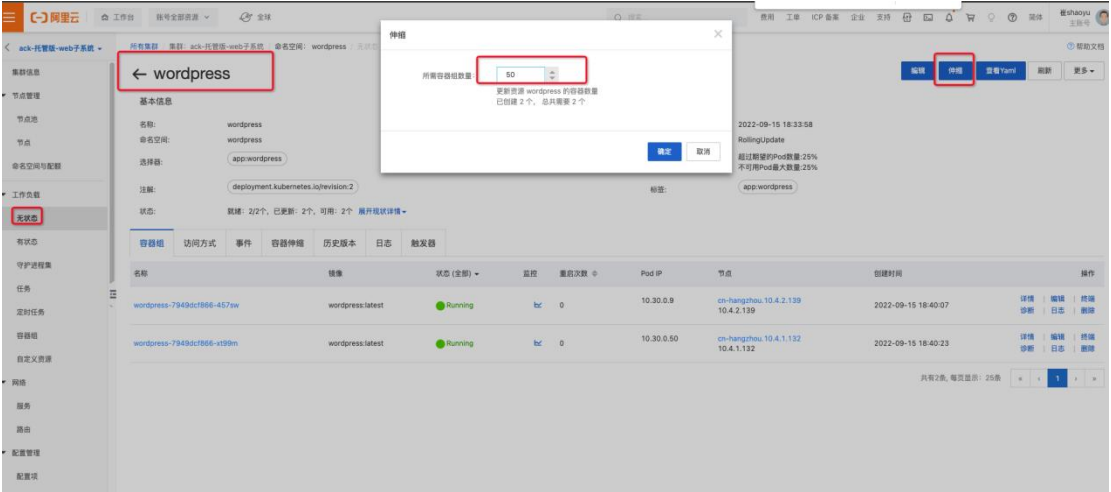 阿里云 工作台 账号全部资源 全球 费用 工单 ICP 备案 企业 支持 简体 shaoyu
主账号
ack-托管版-web子系统 所有集群 / 集群：ack-托管版-web子系统 / 命名空间：wordpress 帮助文档
集群信息
节点管理
节点池
节点
命名空间与配额
工作负载
无状态
有状态
守护进程集
任务
定时任务
容器组
自定义资源
网络
服务
路由
配置管理
配置项
← wordpress
编辑 伸缩 查看Yaml 刷新 更多
伸缩
所需容器组数量： 50
更新资源 wordpress 的容器数量
已创建 2 个， 总共需要 2 个
确定 取消
基本信息
名称: wordpress 2022-09-15 18:33:58
命名空间: wordpress RollingUpdate
选择器: app:wordpress 超过期望的Pod数量:25%
不可用Pod最大数量:25%
注解: deployment.kubernetes.io/revision:2 标签: app:wordpress
状态: 就绪：2/2个，已更新：2个，可用：2个 展开现状详情
容器组 访问方式 事件 容器伸缩 历史版本 日志 触发器
名称 镜像 状态 (全部) 监控 重启次数 Pod IP 节点 创建时间 操作
wordpress-7949dcf866-457sw wordpress:latest Running 0 10.30.0.9 cn-hangzhou.10.4.2.139 2022-09-15 18:40:07 详情 | 编辑 | 终端
10.4.2.139 诊断 | 日志 | 删除
wordpress-7949dcf866-xt99m wordpress:latest Running 0 10.30.0.50 cn-hangzhou.10.4.1.132 2022-09-15 18:40:23 详情 | 编辑 | 终端
10.4.1.132 诊断 | 日志 | 删除
共有2条, 每页显示：25条 « ‹ 1 › »